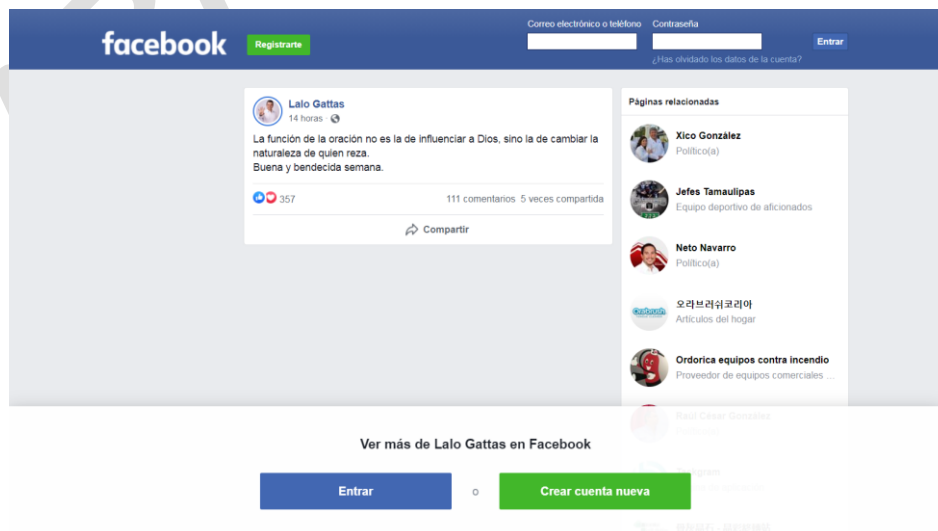 facebook
Registrarte
Correo electrónico o teléfono
Contraseña
Entrar
¿Has olvidado los datos de la cuenta?
Lalo Gattas
14 horas ·
La función de la oración no es la de influenciar a Dios, sino la de cambiar la
naturaleza de quien reza.
Buena y bendecida semana.
357
111 comentarios 5 veces compartida
Compartir
Páginas relacionadas
Xico González
Político(a)
Jefes Tamaulipas
Equipo deportivo de aficionados
Neto Navarro
Político(a)
오라브러쉬코리아
Artículos del hogar
Ordorica equipos contra incendio
Proveedor de equipos comerciales ...
Raul Cesar González
Ver más de Lalo Gattas en Facebook
Entrar
o
Crear cuenta nueva